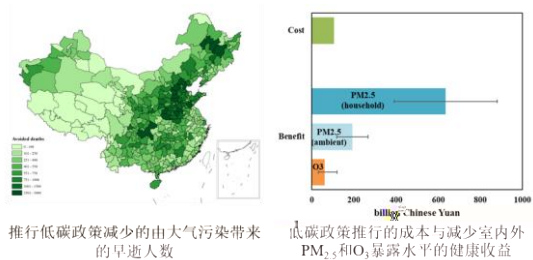 Avoided deaths
Cost
PM2.5
(household)
Benefit
PM2.5
(ambient)
O3
0
200
400
600
800
1000
billion Chinese Yuan
推行低碳政策减少的由大气污染带来
的早逝人数
低碳政策推行的成本与减少室内外
PM2.5和O3暴露水平的健康收益